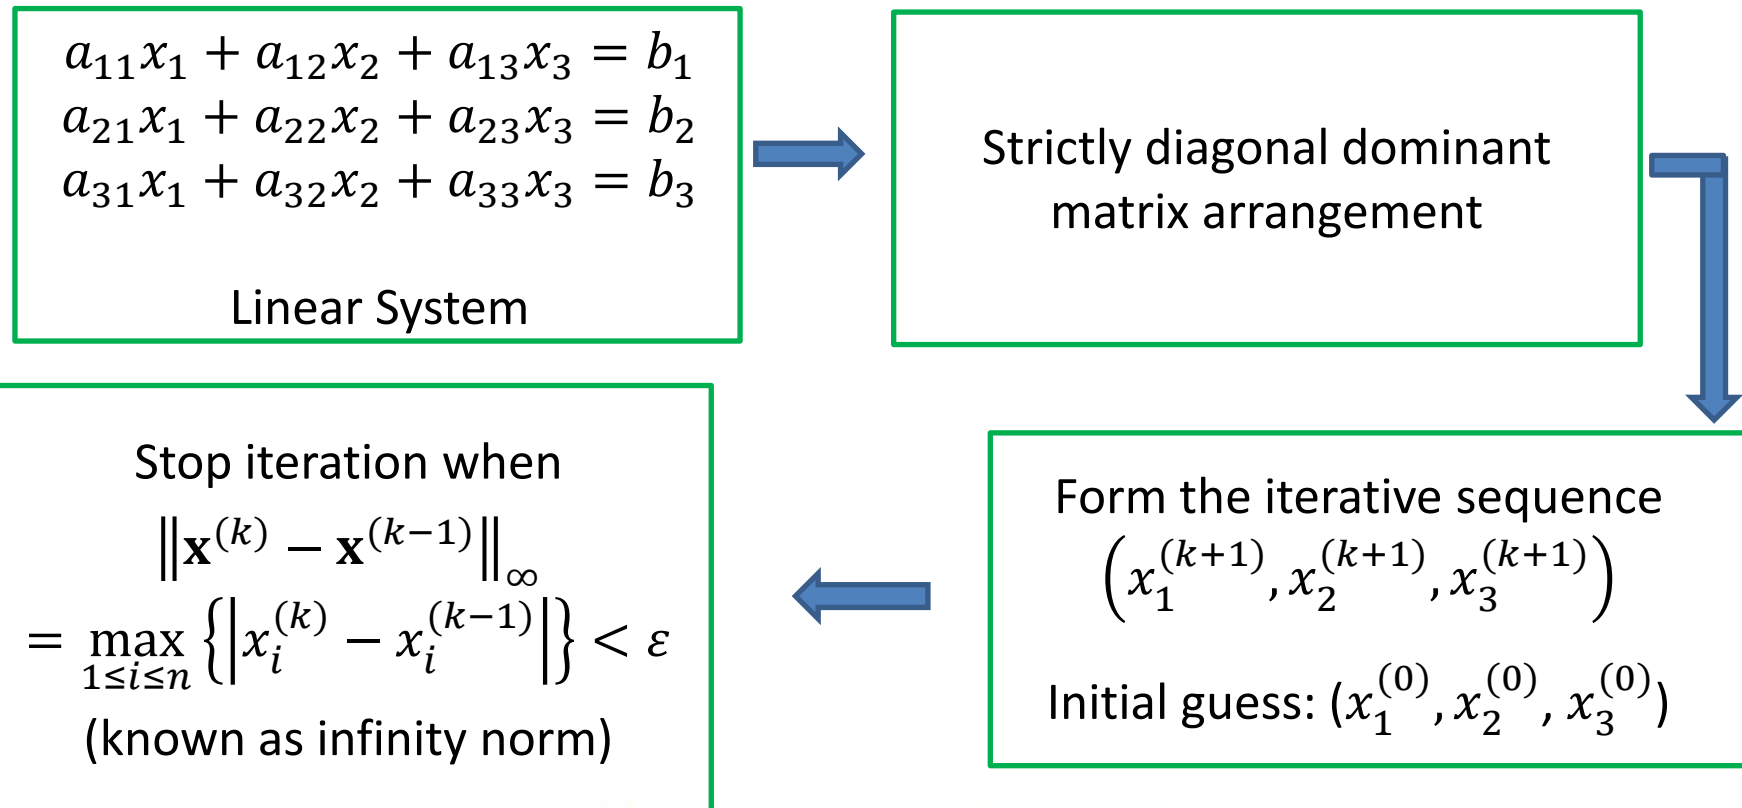 a₁₁x₁ + a₁₂x₂ + a₁₃x₃ = b₁
a₂₁x₁ + a₂₂x₂ + a₂₃x₃ = b₂
a₃₁x₁ + a₃₂x₂ + a₃₃x₃ = b₃
Linear System
Strictly diagonal dominant
matrix arrangement
Form the iterative sequence
(x₁^(k+1), x₂^(k+1), x₃^(k+1))
Initial guess: (x₁^(0), x₂^(0), x₃^(0))
Stop iteration when
‖𝐱^(k) − 𝐱^(k−1)‖_∞
= max_{1≤i≤n} {|x_i^(k) − x_i^(k−1)|} < ε
(known as infinity norm)